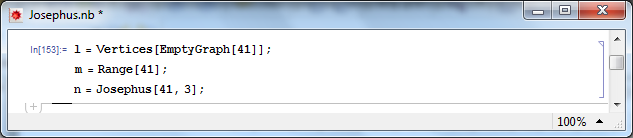 Josephus.nb *
In[153]:= l = Vertices[EmptyGraph[41]];
m = Range[41];
n = Josephus[41, 3];
100%